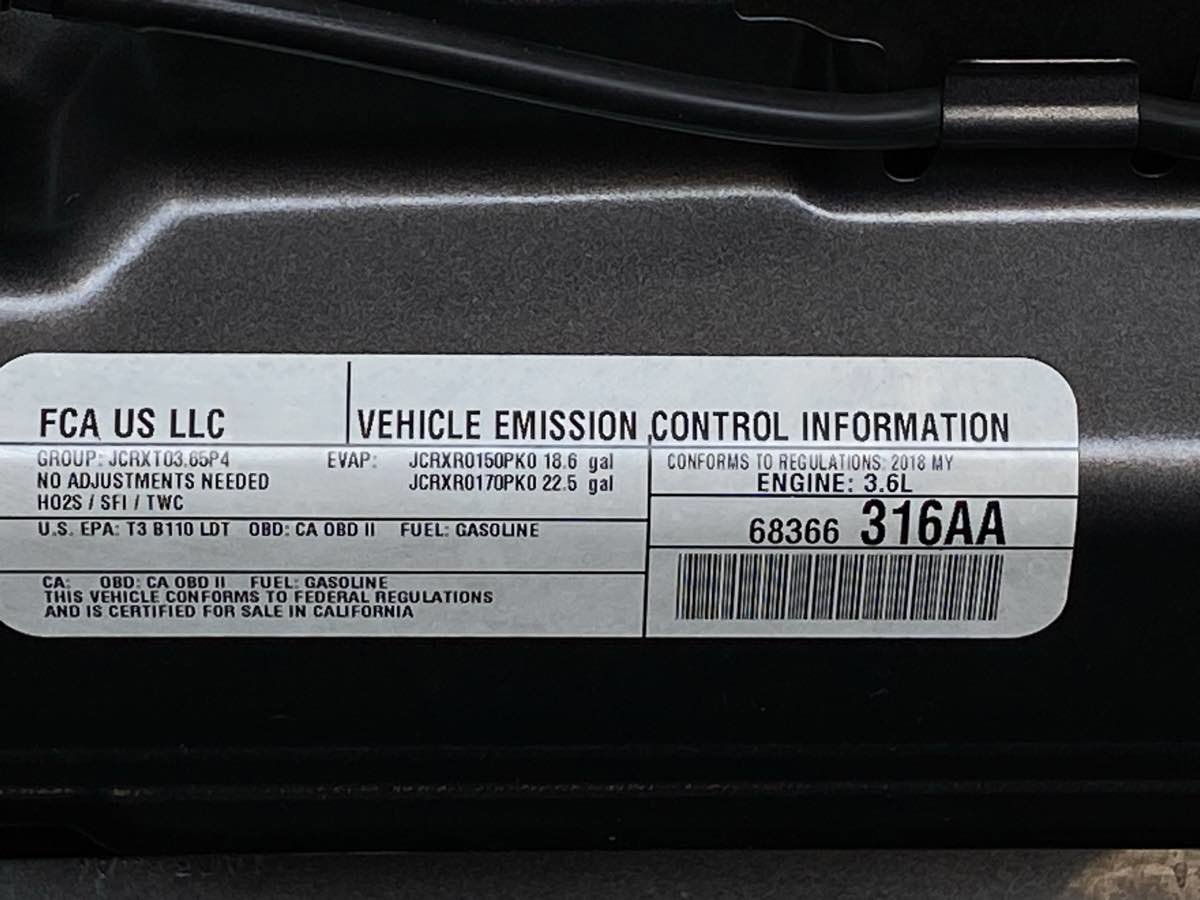 FCA US LLC
VEHICLE EMISSION CONTROL INFORMATION
GROUP: JCRXT03.65P4
NO ADJUSTMENTS NEEDED
HO2S / SFI / TWC
EVAP: JCRXR0150PK0 18.6 gal
JCRXR0170PK0 22.5 gal
CONFORMS TO REGULATIONS: 2018 MY
ENGINE: 3.6L
68366 316AA
U.S. EPA: T3 B110 LDT OBD: CA OBD II FUEL: GASOLINE
CA: OBD: CA OBD II FUEL: GASOLINE
THIS VEHICLE CONFORMS TO FEDERAL REGULATIONS
AND IS CERTIFIED FOR SALE IN CALIFORNIA